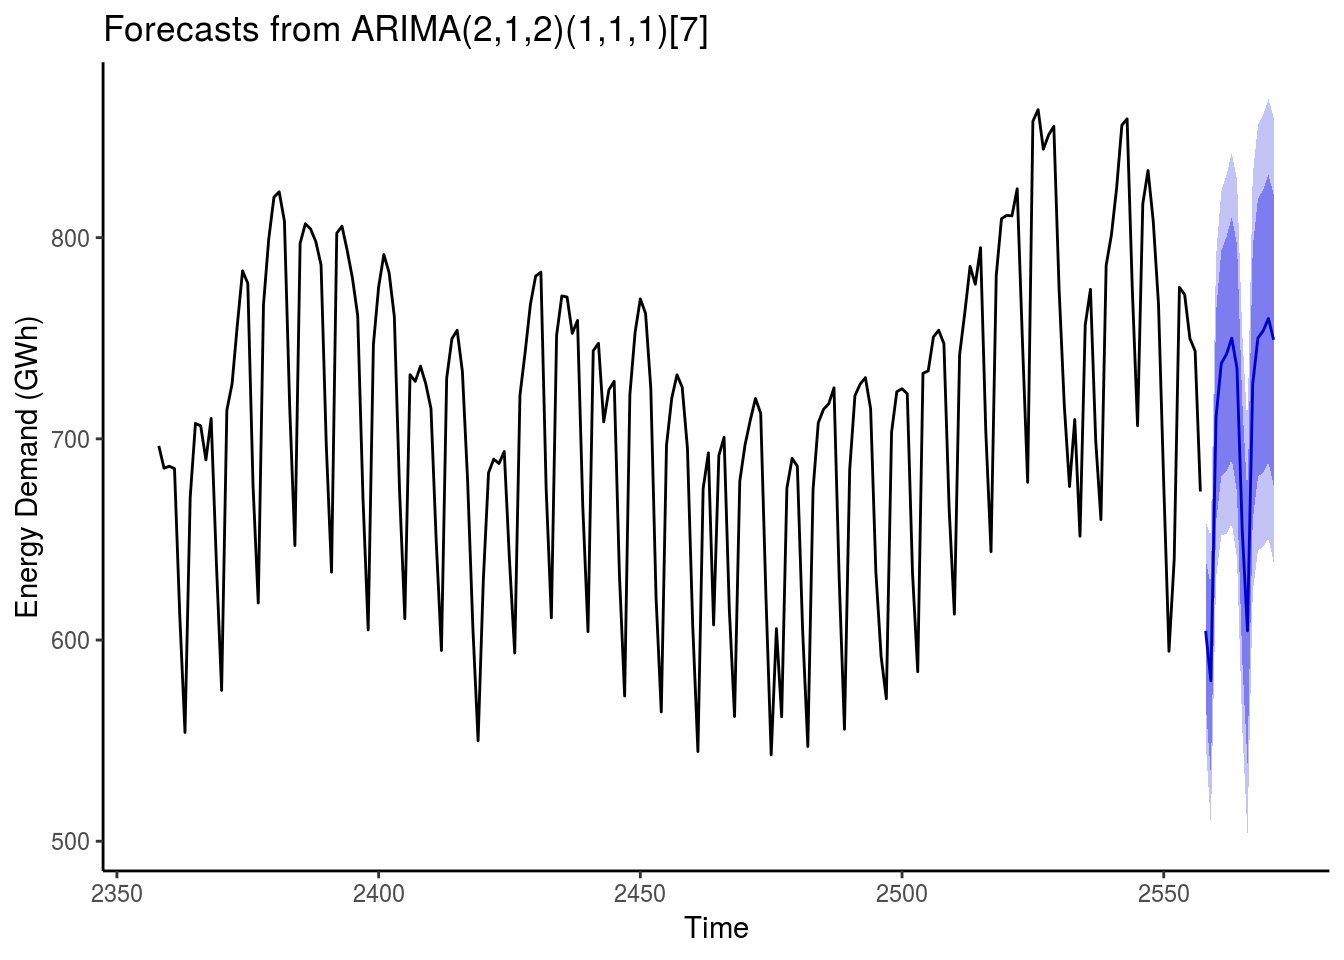 Forecasts from ARIMA(2,1,2)(1,1,1)[7]
Energy Demand (GWh)
800
700
600
500
2350 2400 2450 2500 2550
Time